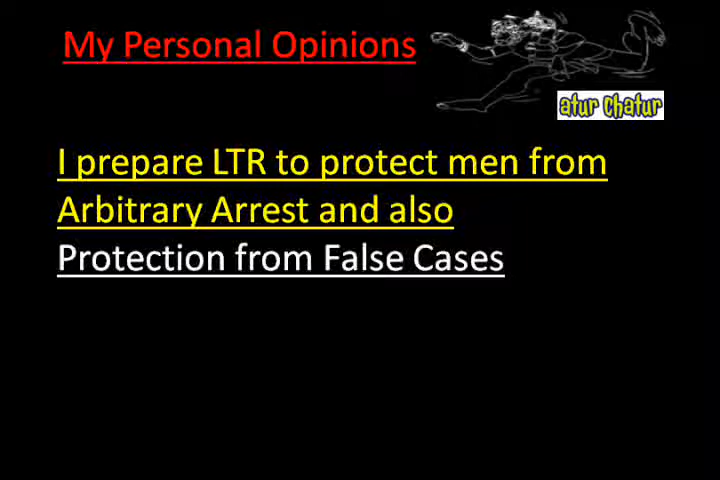 My Personal Opinions
atur chatur
I prepare LTR to protect men from
Arbitrary Arrest and also
Protection from False Cases